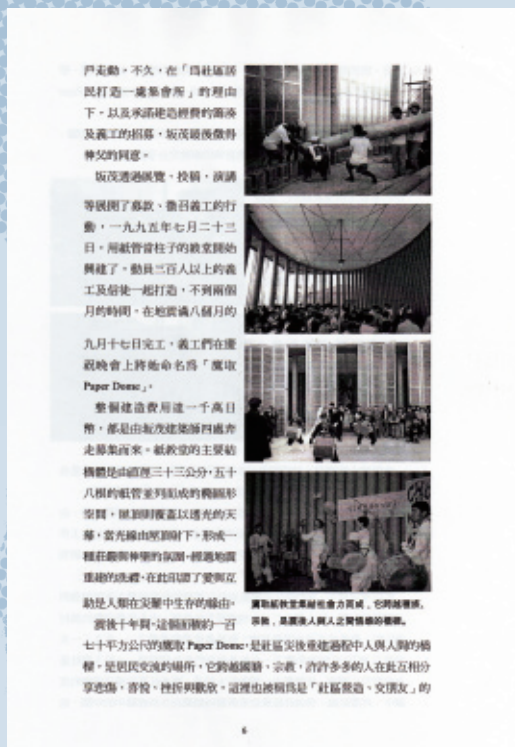 戶走動。不久，在「爲社區居
民打造一處集會所」的理由
下，以及承諾建造經費的籌湊
及義工的招募，坂茂最後徵得
神父的同意。
坂茂透過展覽、投稿、演講
等展開了募款、徵召義工的行
動，一九九五年七月二十三
日，用紙管當柱子的教堂開始
興建了。動員三百人以上的義
工及信徒一起打造，不到兩個
月的時間，在地震滿八個月的
九月十七日完工，義工們在慶
祝晚會上將她命名爲「鷹取
Paper Dome」。
整個建造費用達一千萬日
幣，都是由坂茂建築師四處奔
走募集而來。紙教堂的主要結
構體是由直徑三十三公分，五十
八根的紙管並列而成的橢圓形
空間，屋頂則覆蓋以透光的天
幕，當光線由屋頂射下，形成一
種莊嚴與神聖的氛圍。經過地震
重建的洗禮，在此印證了愛與互
助是人類在災難中生存的緣由。
鷹取紙教堂集結社會力而成，它跨越種族、
宗教，是震後人與人之間情維的橋樑。
震後十年間，這個面積約一百
七十平方公尺的鷹取 Paper Dome，是社區災後重建過程中人與人間的橋
樑，是居民交流的場所，它跨越國籍、宗教，許許多多的人在此互相分
享悲傷、喜悅、挫折與歡欣。這裡也被稱爲是「社區營造、交朋友」的
6